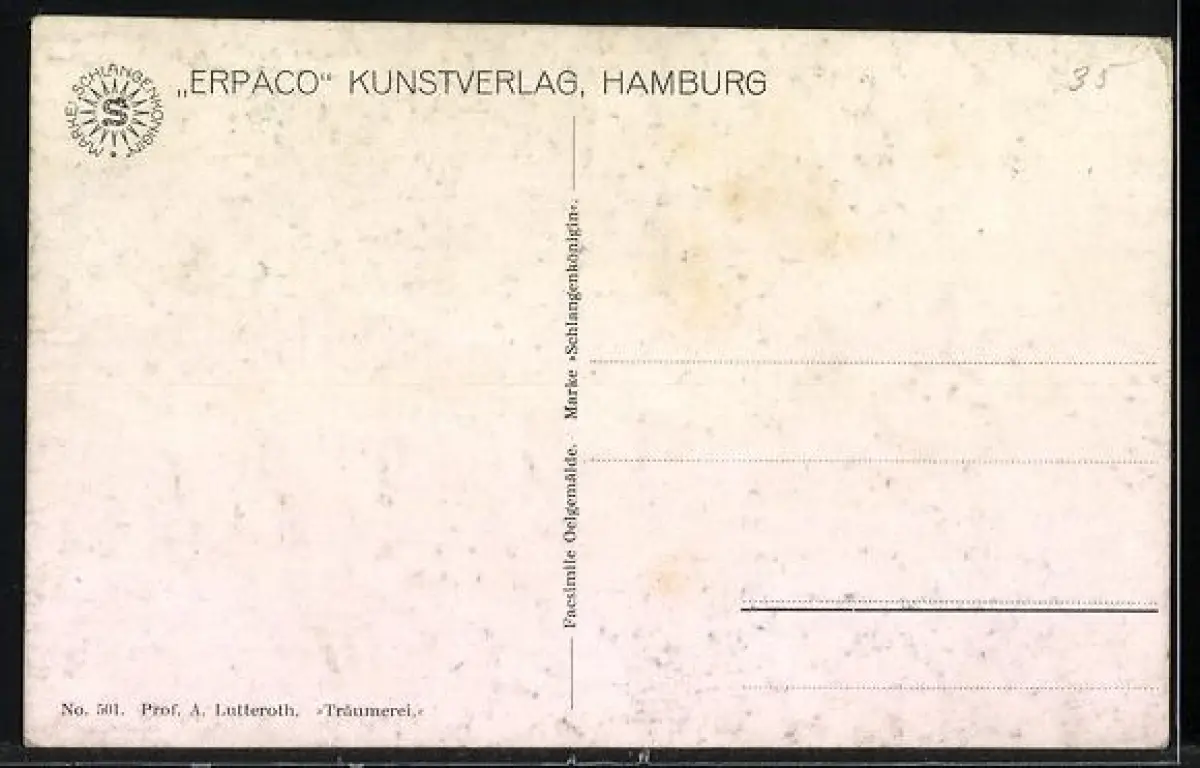 „ERPACO“ KUNSTVERLAG, HAMBURG
35
MARKE: SCHLANGENKÖNIGIN
S
Facsimile Oelgemälde. Marke »Schlangenkönigin«.
No. 501. Prof. A. Lutteroth. »Träumerei.«